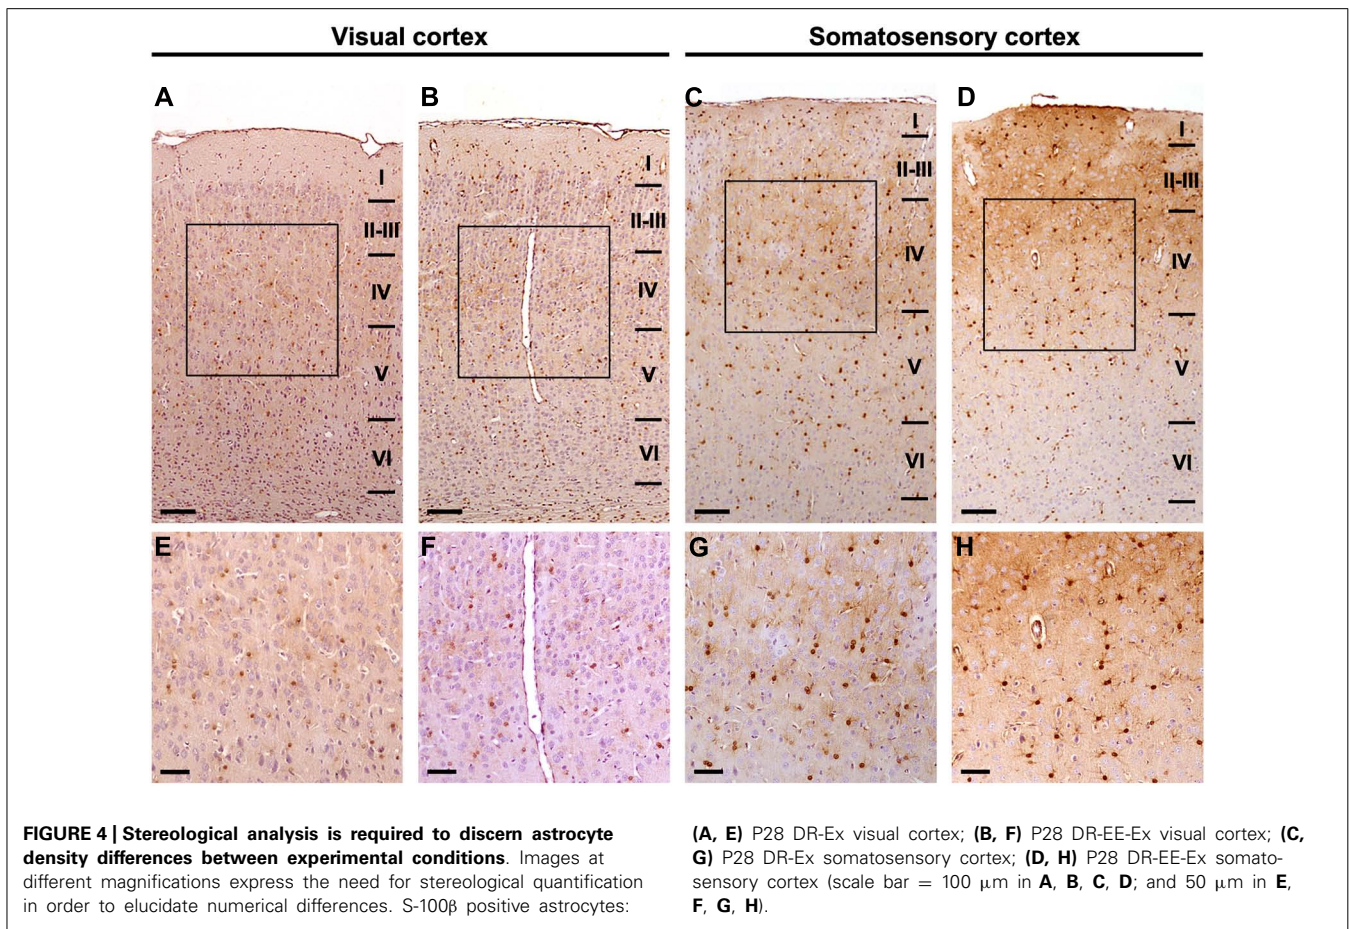 Visual cortex
Somatosensory cortex
A
I
II-III
IV
V
VI
B
I
II-III
IV
V
VI
C
I
II-III
IV
V
VI
D
I
II-III
IV
V
VI
E
F
G
H
FIGURE 4 | Stereological analysis is required to discern astrocyte
density differences between experimental conditions. Images at
different magnifications express the need for stereological quantification
in order to elucidate numerical differences. S-100β positive astrocytes:
(A, E) P28 DR-Ex visual cortex; (B, F) P28 DR-EE-Ex visual cortex; (C,
G) P28 DR-Ex somatosensory cortex; (D, H) P28 DR-EE-Ex somato-
sensory cortex (scale bar = 100 μm in A, B, C, D; and 50 μm in E,
F, G, H).